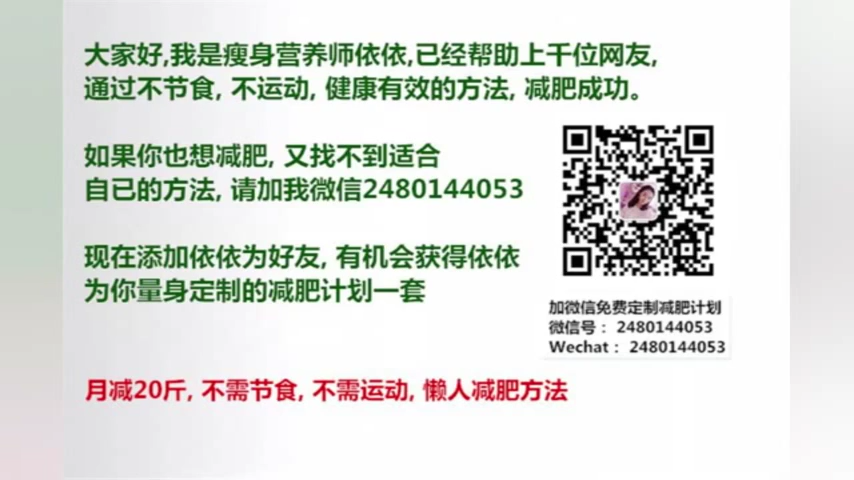 大家好,我是瘦身营养师依依,已经帮助上千位网友,
通过不节食, 不运动, 健康有效的方法, 减肥成功。
如果你也想减肥, 又找不到适合
自已的方法, 请加我微信2480144053
现在添加依依为好友, 有机会获得依依
为你量身定制的减肥计划一套
加微信免费定制减肥计划
微信号： 2480144053
Wechat： 2480144053
月减20斤, 不需节食, 不需运动, 懒人减肥方法